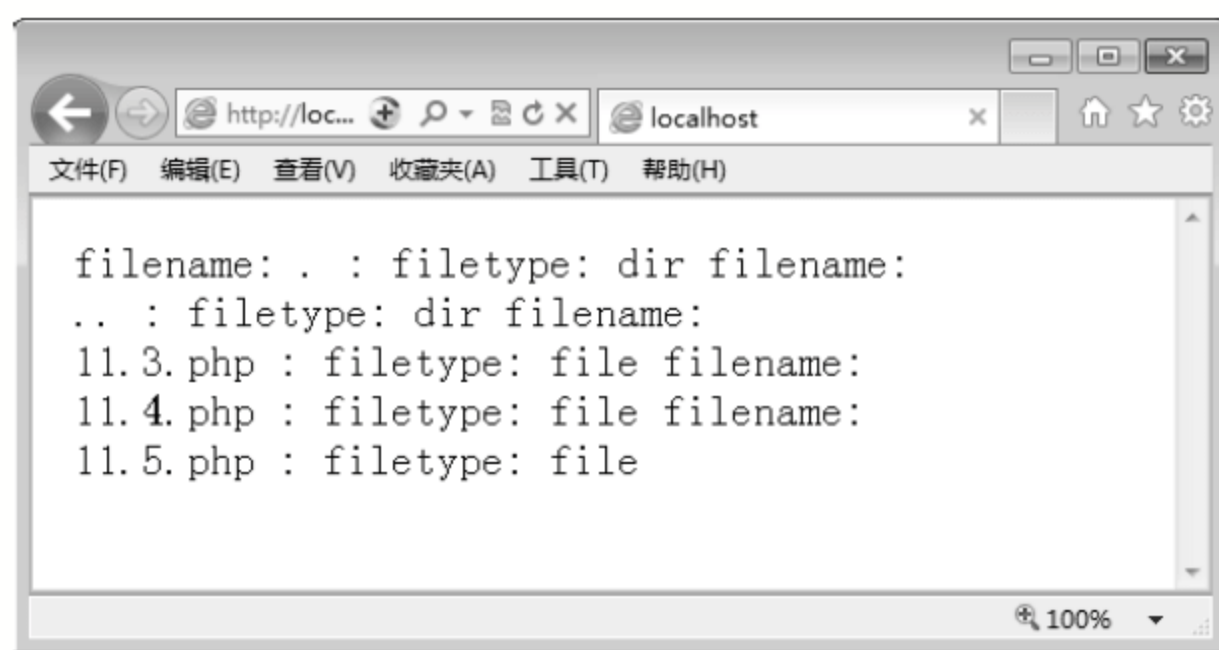 http://loc...
localhost
文件(F) 编辑(E) 查看(V) 收藏夹(A) 工具(T) 帮助(H)
filename: . : filetype: dir filename:
.. : filetype: dir filename:
11.3.php : filetype: file filename:
11.4.php : filetype: file filename:
11.5.php : filetype: file
100%